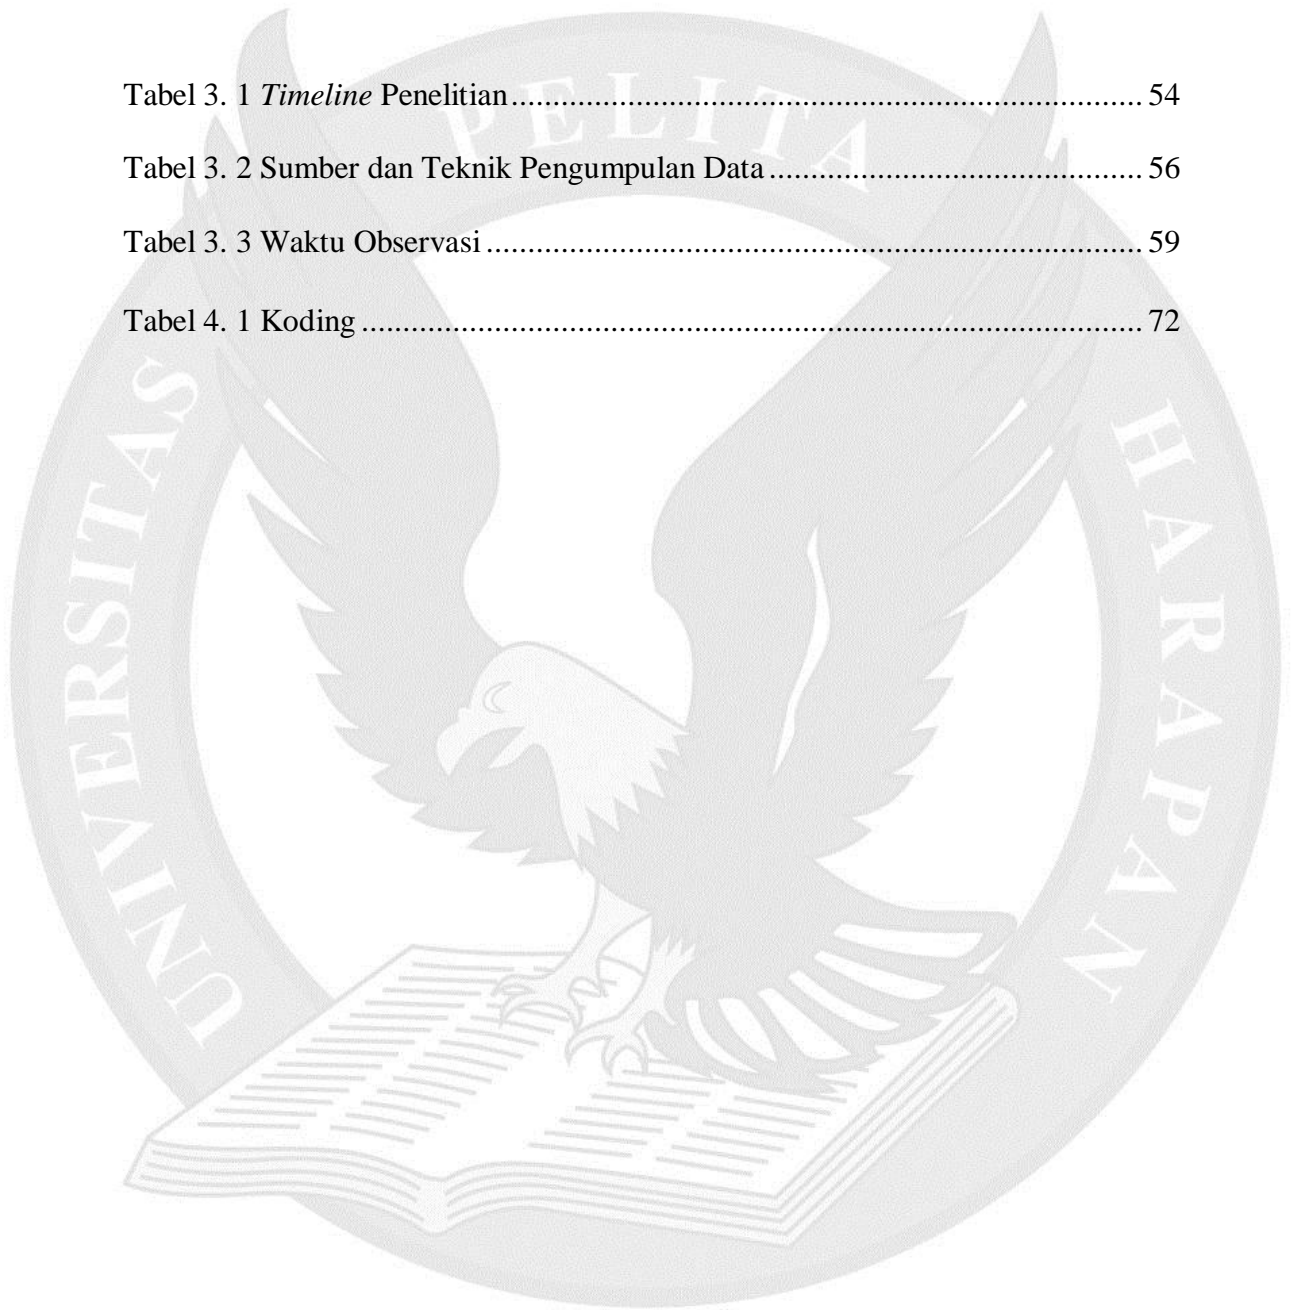 Tabel 3. 1 Timeline Penelitian........................................................................... 54
Tabel 3. 2 Sumber dan Teknik Pengumpulan Data............................................. 56
Tabel 3. 3 Waktu Observasi.............................................................................. 59
Tabel 4. 1 Koding............................................................................................. 72
UNIVERSITAS PELITA HARAPAN